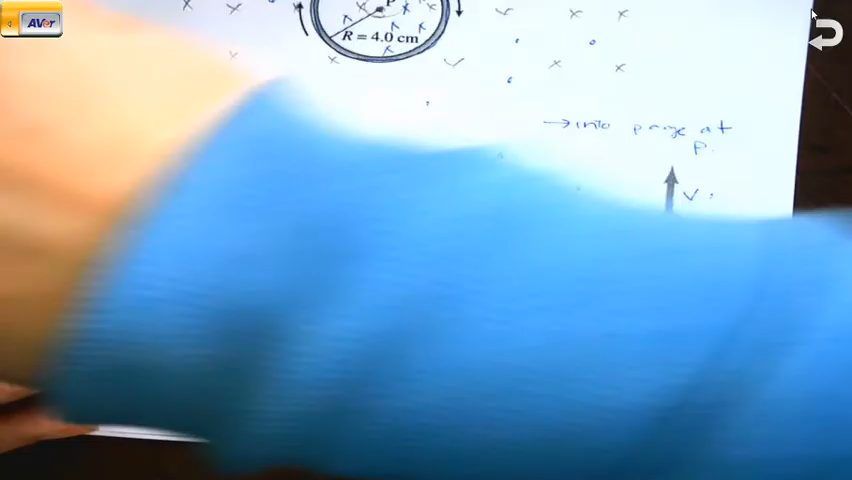 AVer
P
R = 4.0 cm
→ into page at
P.
V